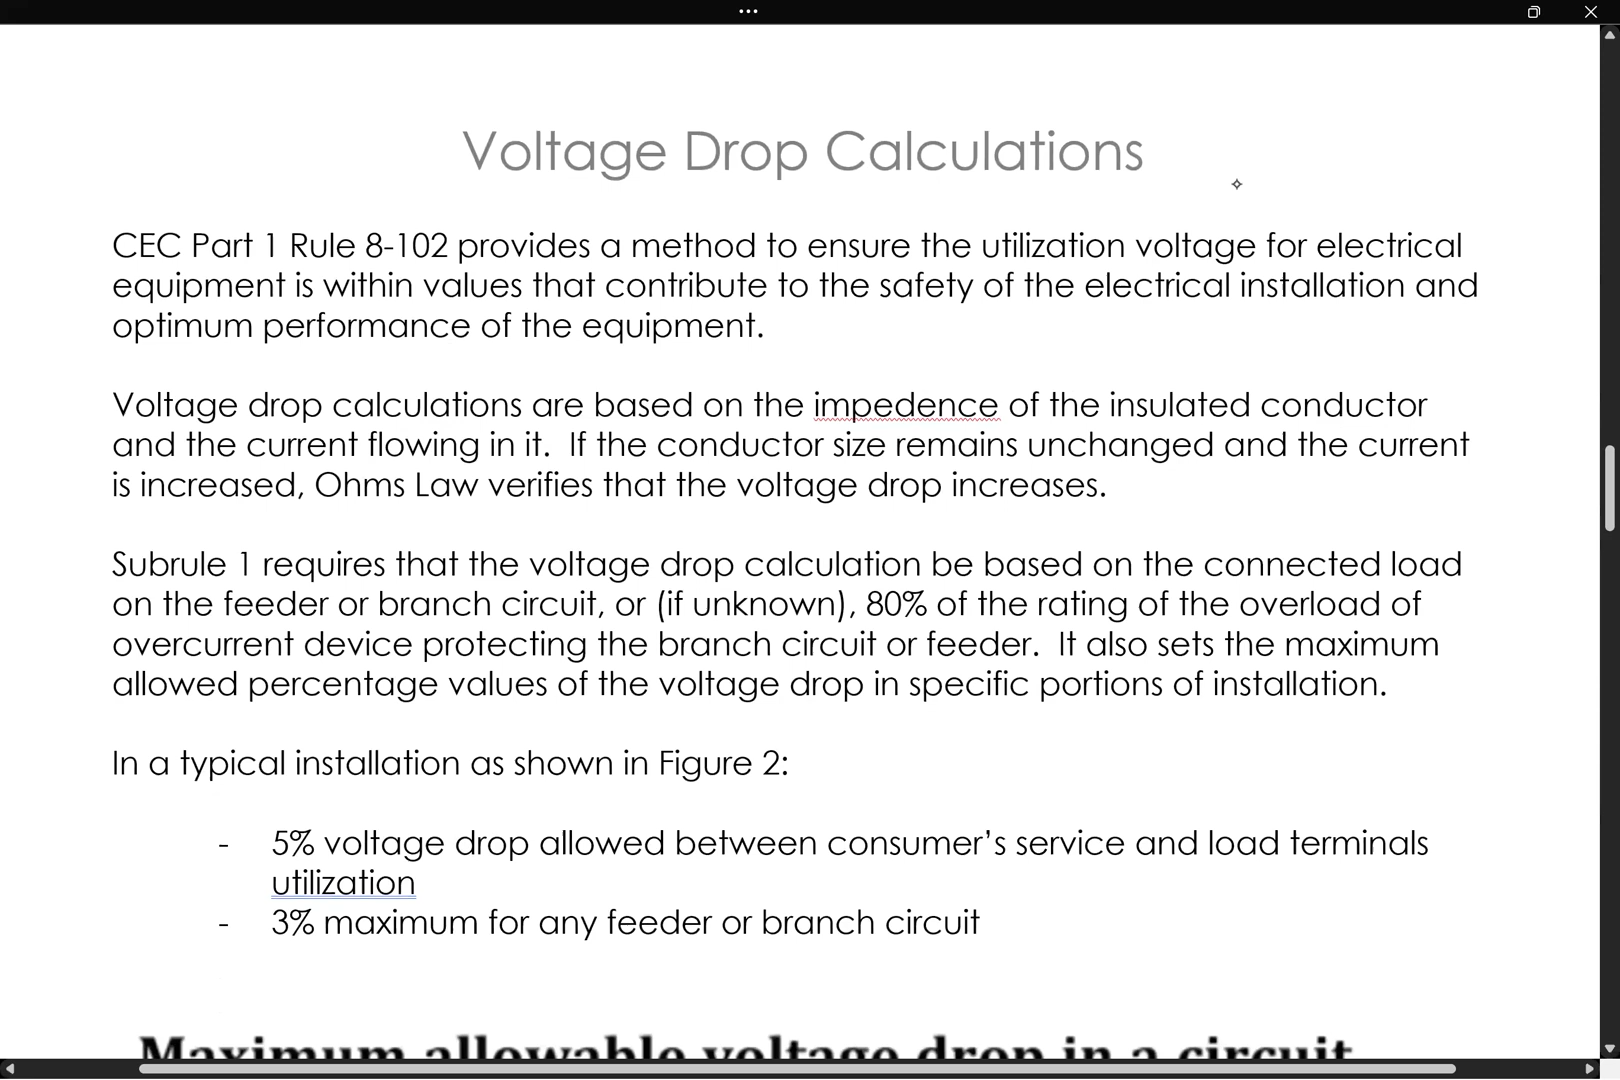 Voltage Drop Calculations
CEC Part 1 Rule 8-102 provides a method to ensure the utilization voltage for electrical
equipment is within values that contribute to the safety of the electrical installation and
optimum performance of the equipment.
Voltage drop calculations are based on the impedence of the insulated conductor
and the current flowing in it.  If the conductor size remains unchanged and the current
is increased, Ohms Law verifies that the voltage drop increases.
Subrule 1 requires that the voltage drop calculation be based on the connected load
on the feeder or branch circuit, or (if unknown), 80% of the rating of the overload of
overcurrent device protecting the branch circuit or feeder.  It also sets the maximum
allowed percentage values of the voltage drop in specific portions of installation.
In a typical installation as shown in Figure 2:
- 5% voltage drop allowed between consumer’s service and load terminals
utilization
- 3% maximum for any feeder or branch circuit
Maximum allowable voltage drop in a circuit